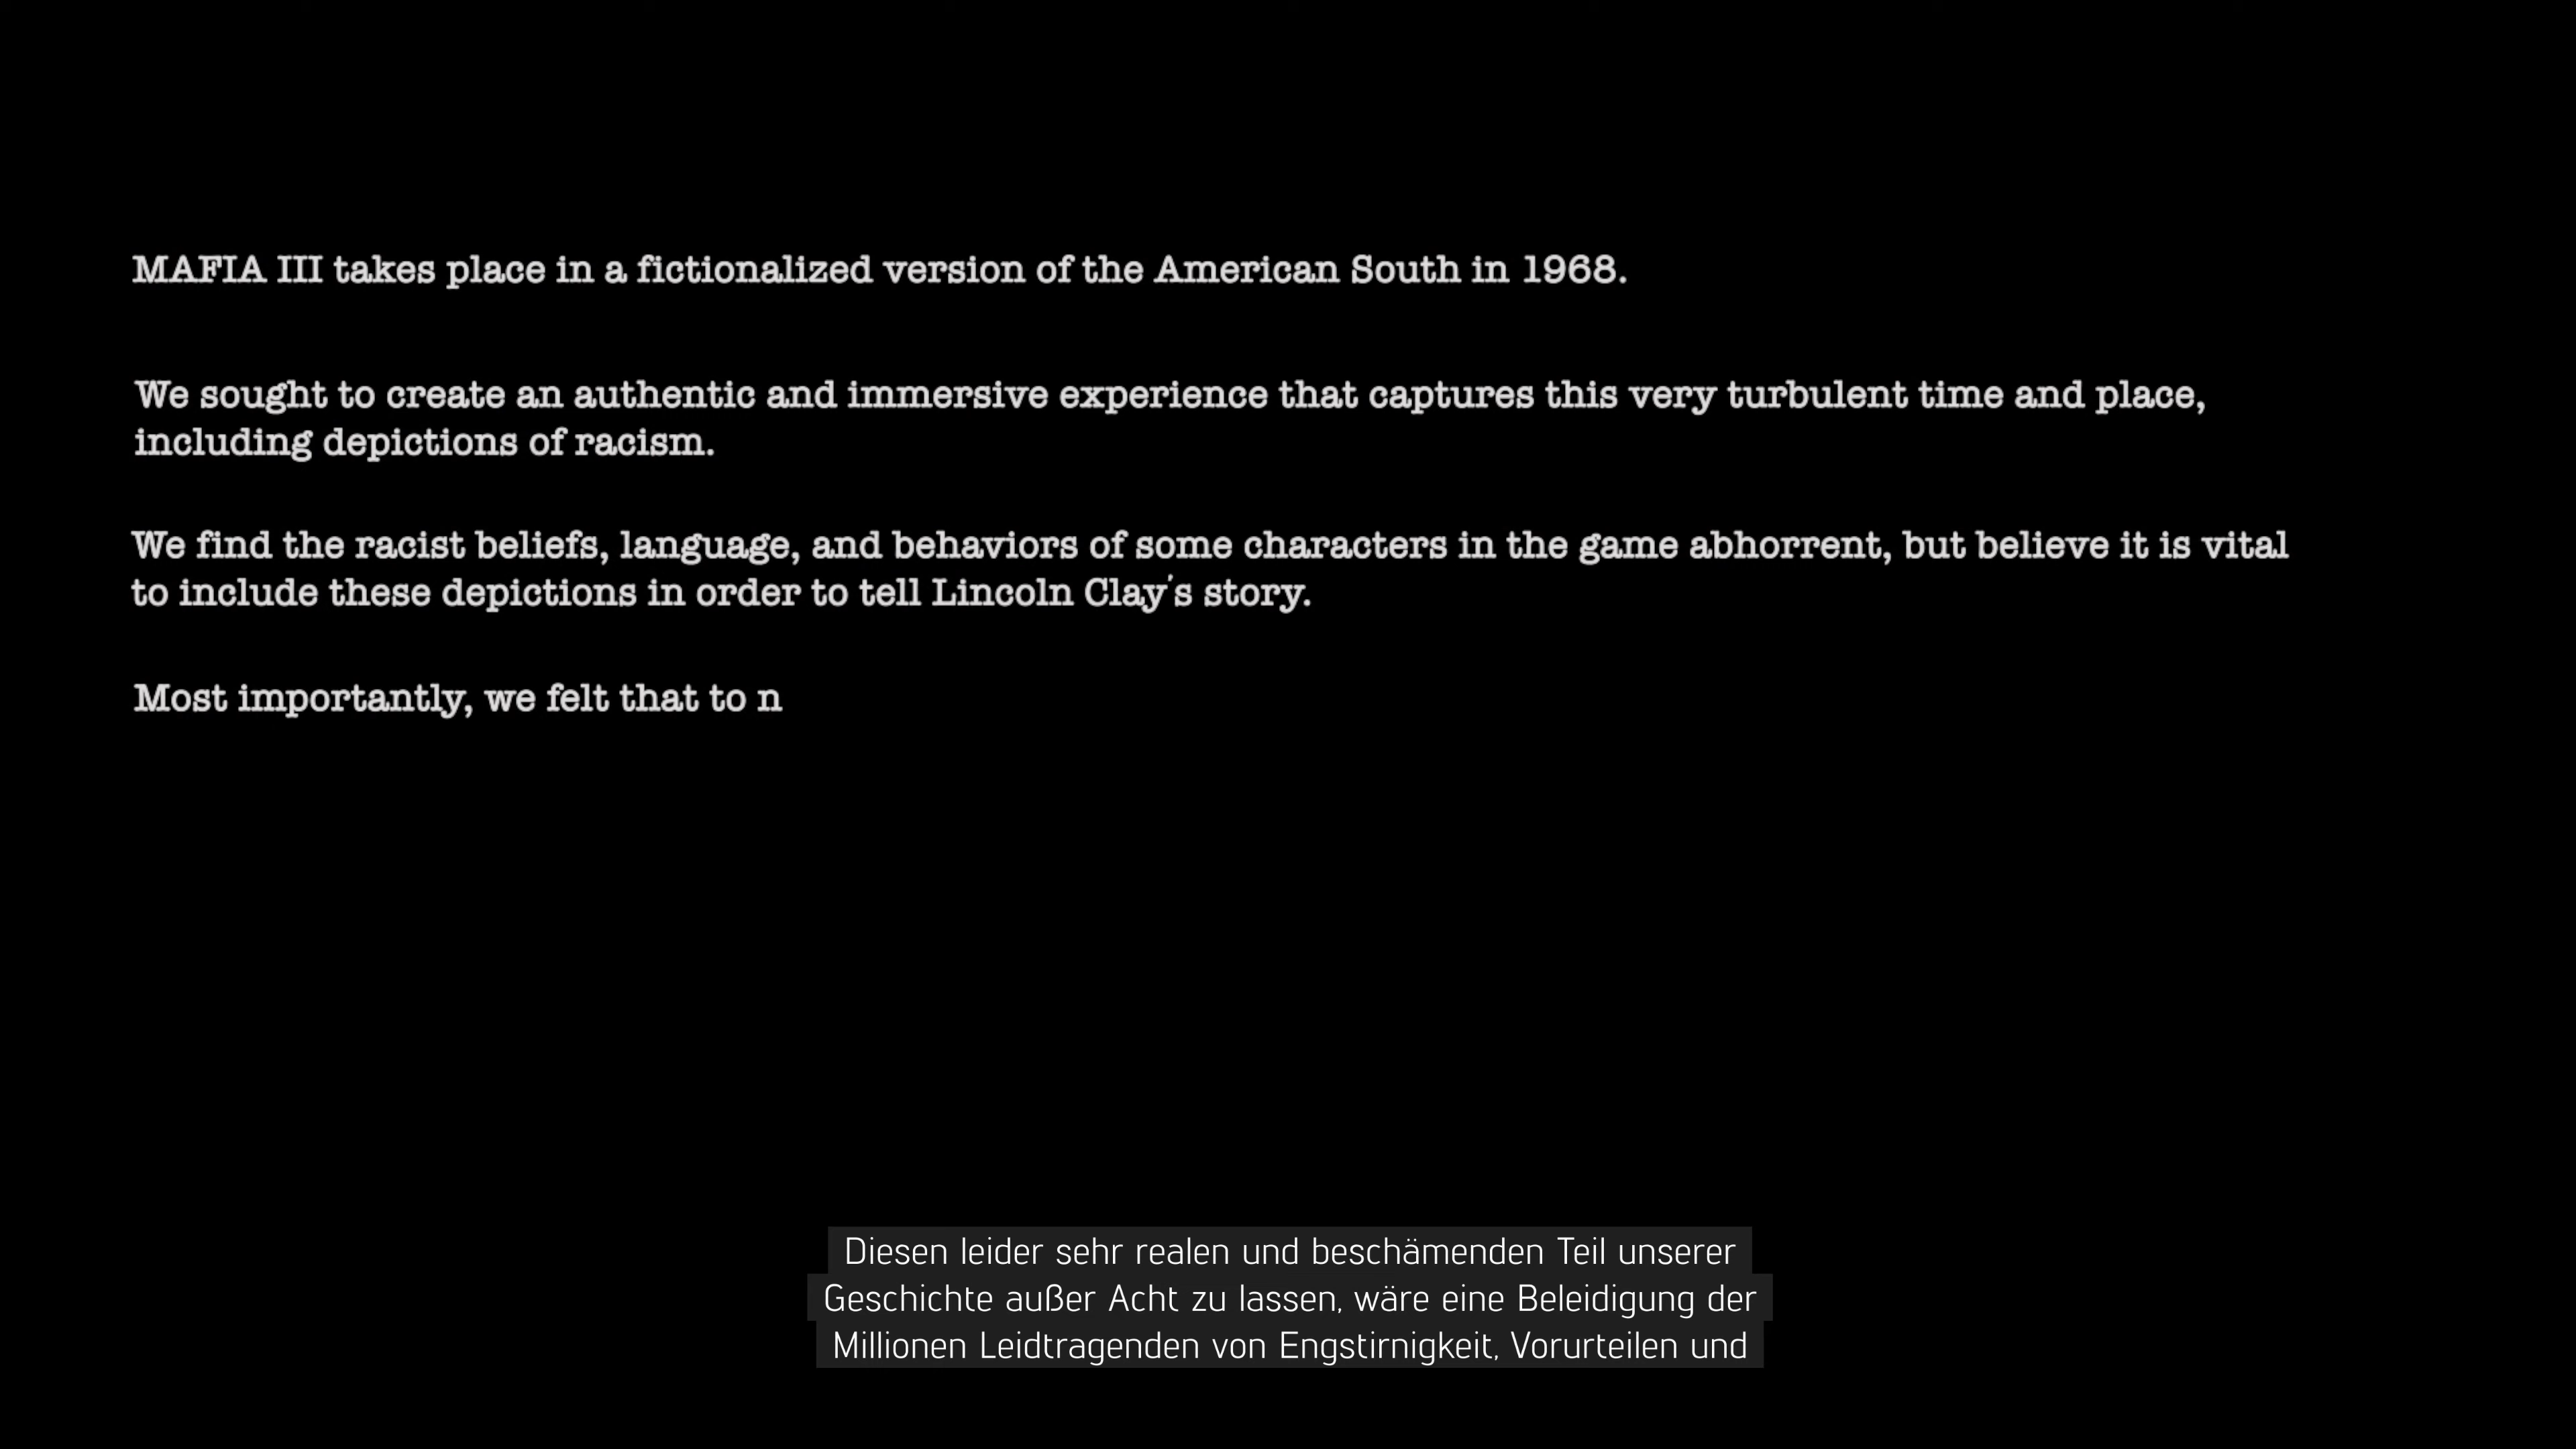 MAFIA III takes place in a fictionalized version of the American South in 1968.
We sought to create an authentic and immersive experience that captures this very turbulent time and place,
including depictions of racism.
We find the racist beliefs, language, and behaviors of some characters in the game abhorrent, but believe it is vital
to include these depictions in order to tell Lincoln Clay's story.
Most importantly, we felt that to n
Diesen leider sehr realen und beschämenden Teil unserer
Geschichte außer Acht zu lassen, wäre eine Beleidigung der
Millionen Leidtragenden von Engstirnigkeit, Vorurteilen und